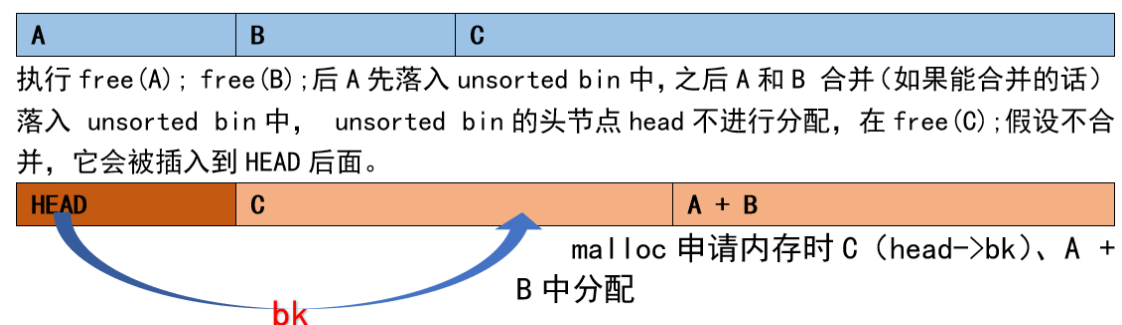 A B C
执行 free(A); free(B);后 A 先落入 unsorted bin 中，之后 A 和 B 合并（如果能合并的话）
落入 unsorted bin 中， unsorted bin 的头节点 head 不进行分配，在 free(C);假设不合
并，它会被插入到 HEAD 后面。
HEAD C A + B
malloc 申请内存时 C（head->bk）、A +
B 中分配
bk